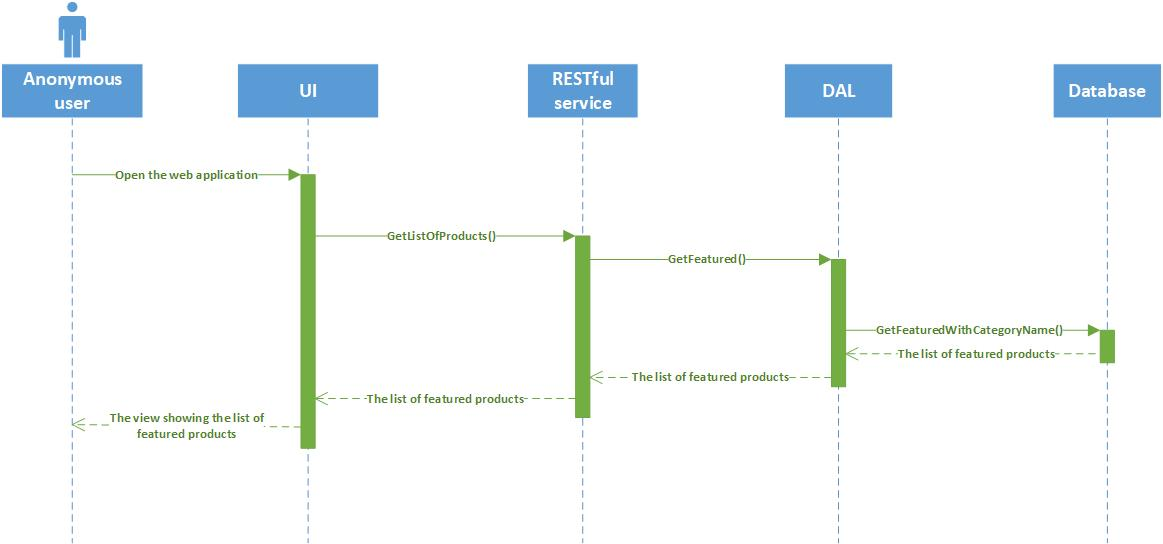 Anonymous
user
UI
RESTful
service
DAL
Database
Open the web application
GetListOfProducts()
GetFeatured()
GetFeaturedWithCategoryName()
The list of featured products
The list of featured products
The list of featured products
The view showing the list of
featured products